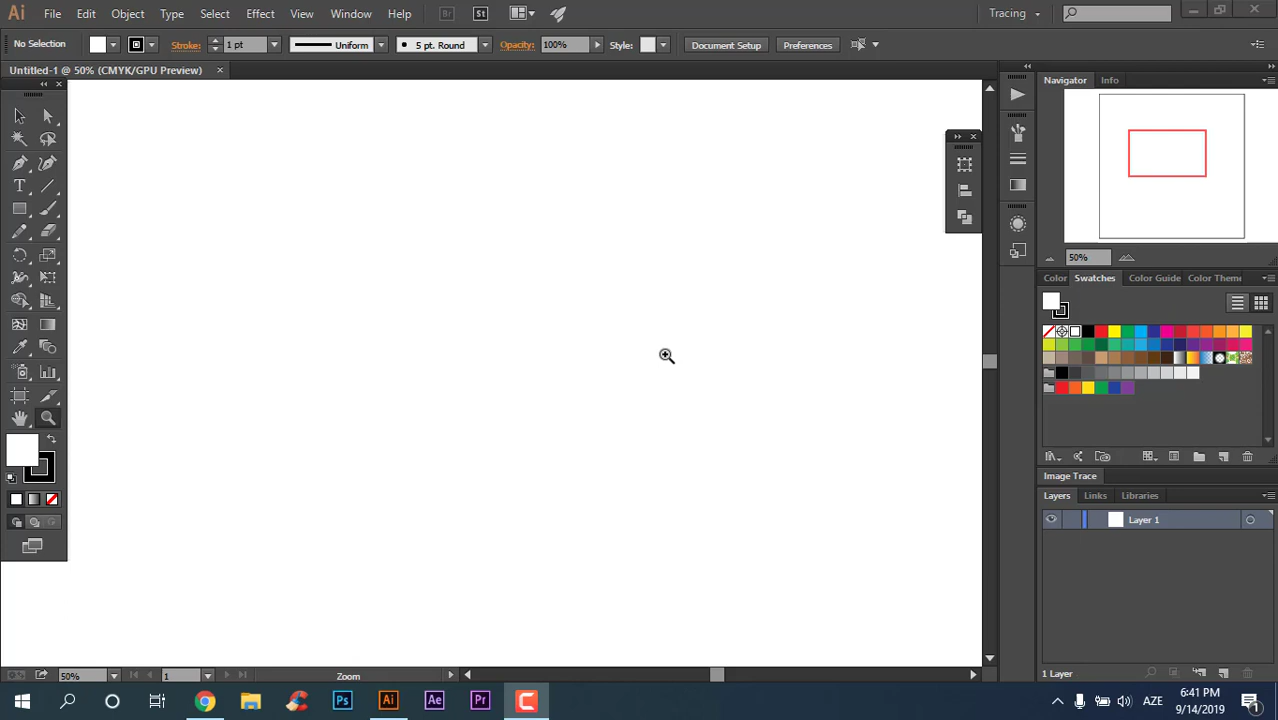 Ai File Edit Object Type Select Effect View Window Help Br St Tracing
No Selection Stroke: 1 pt Uniform 5 pt. Round Opacity: 100% Style: Document Setup Preferences
Untitled-1 @ 50% (CMYK/GPU Preview)
Navigator Info
50%
Color Swatches Color Guide Color Theme
Image Trace
Layers Links Libraries
Layer 1
1 Layer
50% 1 Zoom
Ps Ai Ae Pr AZE 6:41 PM
9/14/2019 1